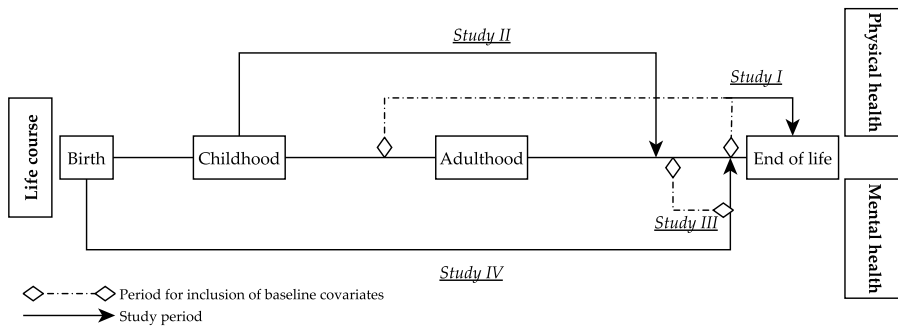 Study II
Physical health
Study I
Life course
Birth
Childhood
Adulthood
End of life
Study III
Mental health
Study IV
Period for inclusion of baseline covariates
Study period